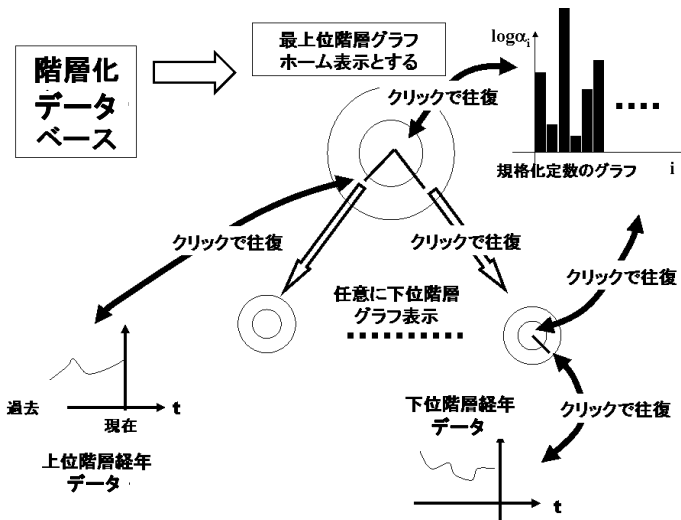 階層化
データ
ベース
最上位階層グラフ
ホーム表示とする
logαi
クリックで往復
規格化定数のグラフ
i
クリックで往復
クリックで往復
クリックで往復
任意に下位階層
グラフ表示
過去
t
現在
上位階層経年
データ
下位階層経年
データ
クリックで往復
t